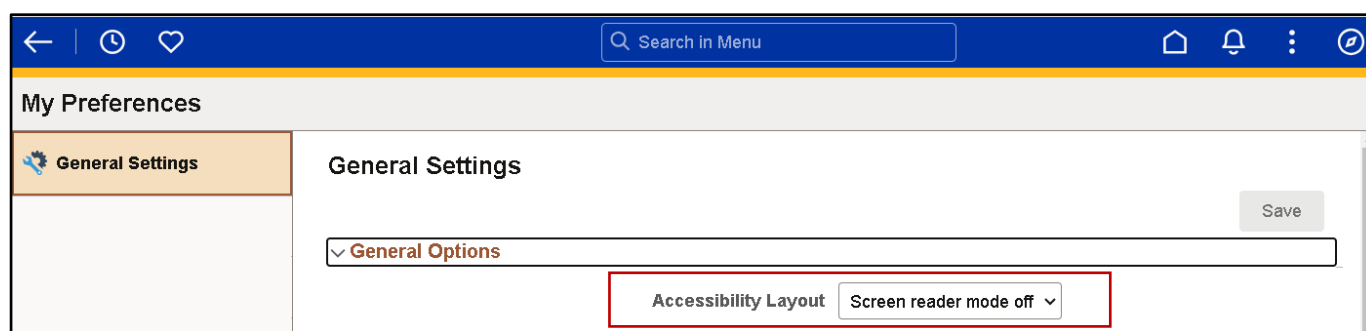 Search in Menu
My Preferences
General Settings
General Settings
Save
General Options
Accessibility Layout Screen reader mode off